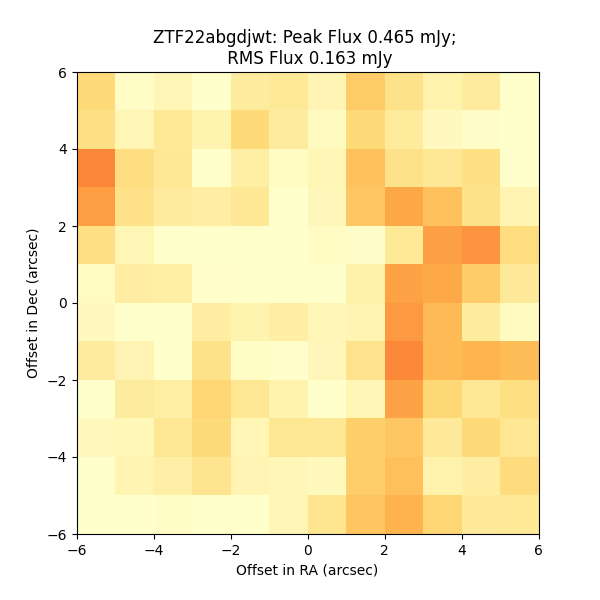 ZTF22abgdjwt: Peak Flux 0.465 mJy;
RMS Flux 0.163 mJy
6
4
2
0
−2
−4
−6
Offset in Dec (arcsec)
−6 −4 −2 0 2 4 6
Offset in RA (arcsec)